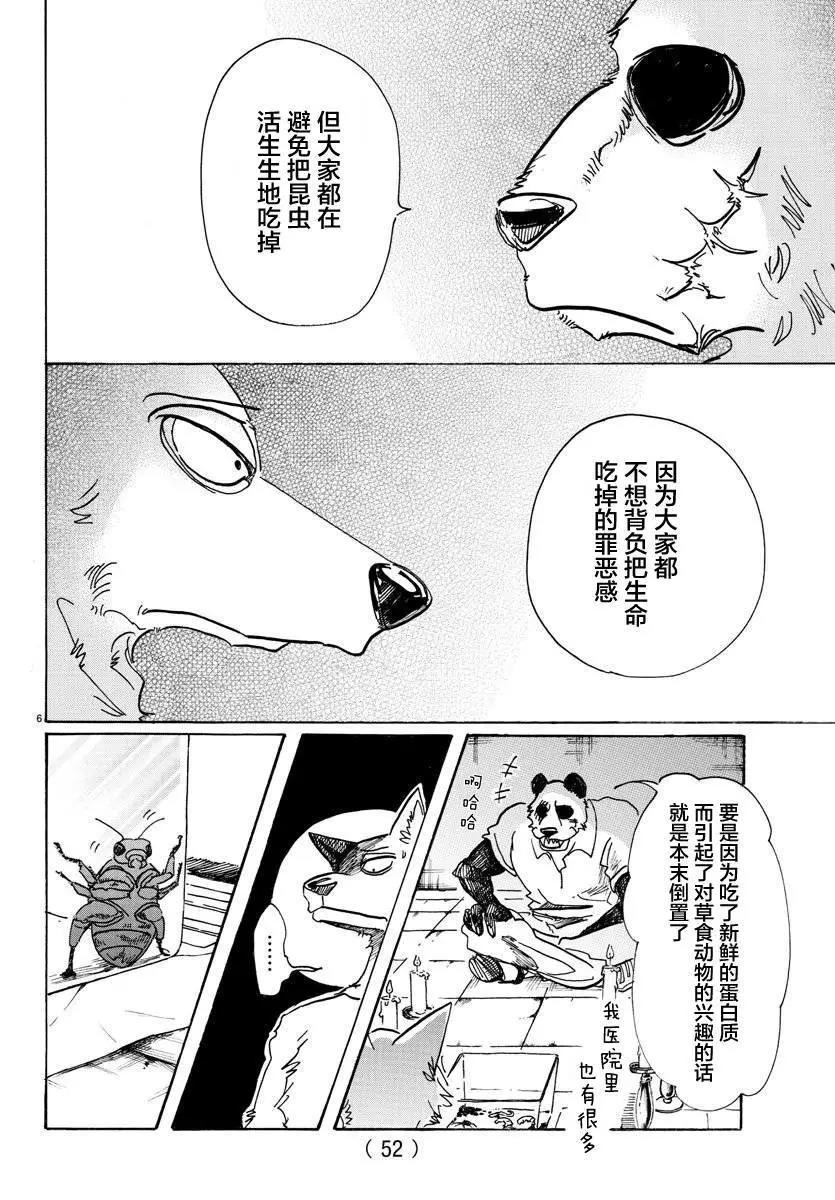 但大家都在
避免把昆虫
活生生地吃掉
因为大家都
不想背负把生命
吃掉的罪恶感
6
要是因为吃了新鲜的蛋白质
而引起了对草食动物的兴趣的话
就是本末倒置了
啊哈哈
我医院里
也有很多
……
(52)